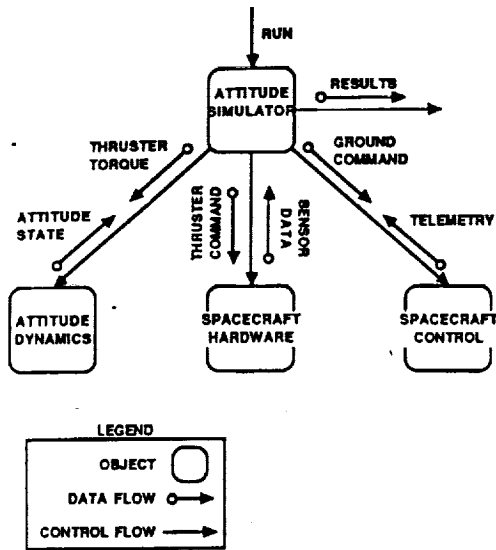 RUN
ATTITUDE
SIMULATOR
RESULTS
THRUSTER
TORQUE
GROUND
COMMAND
ATTITUDE
STATE
THRUSTER
COMMAND
SENSOR
DATA
TELEMETRY
ATTITUDE
DYNAMICS
SPACECRAFT
HARDWARE
SPACECRAFT
CONTROL
LEGEND
OBJECT
DATA FLOW
CONTROL FLOW